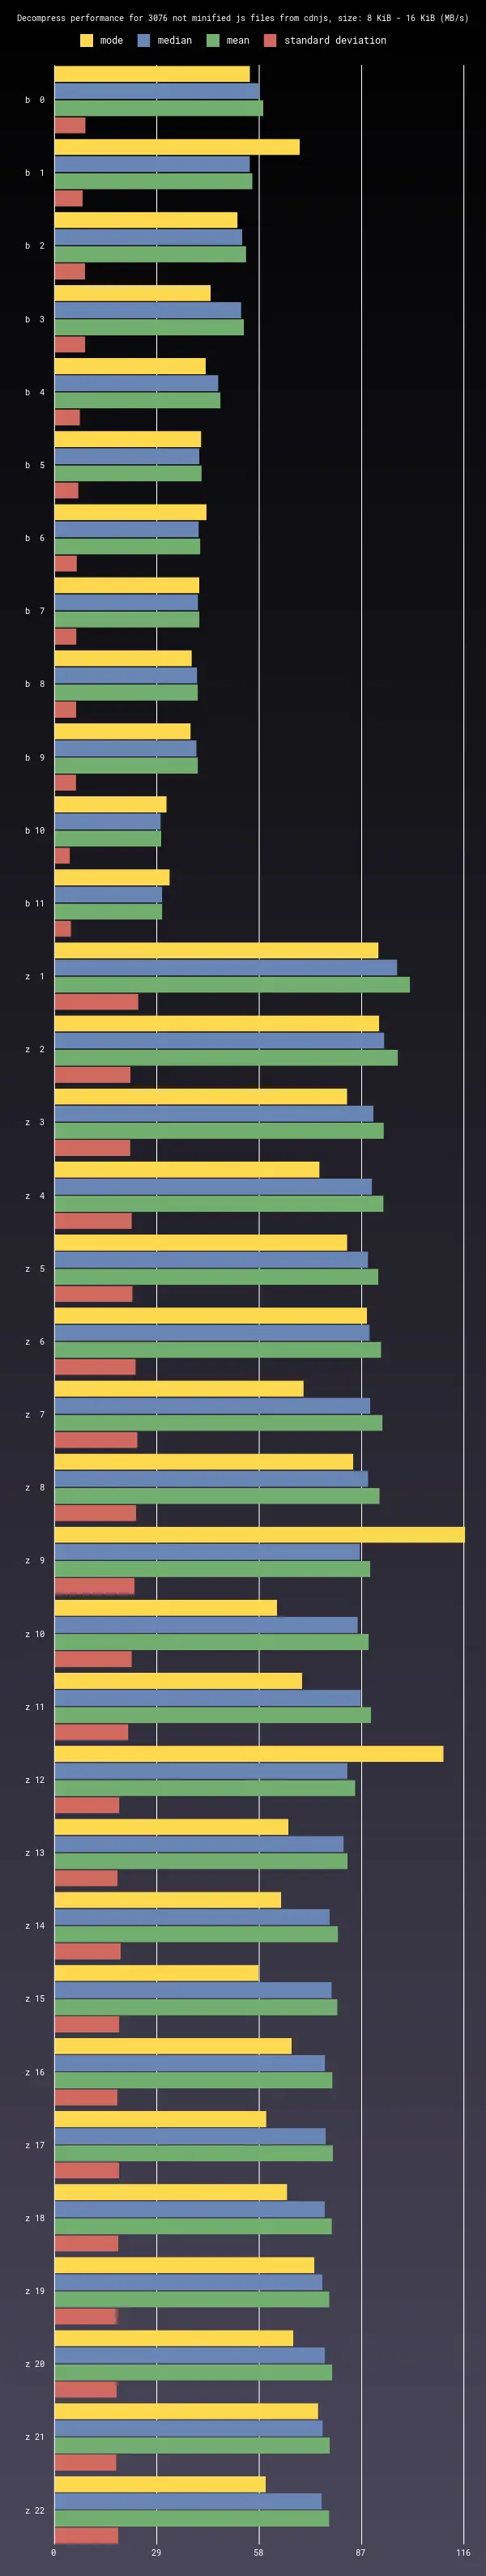 Decompress performance for 3076 not minified js files from cdnjs, size: 8 KiB - 16 KiB (MB/s)
mode median mean standard deviation
b 0
b 1
b 2
b 3
b 4
b 5
b 6
b 7
b 8
b 9
b 10
b 11
z 1
z 2
z 3
z 4
z 5
z 6
z 7
z 8
z 9
z 10
z 11
z 12
z 13
z 14
z 15
z 16
z 17
z 18
z 19
z 20
z 21
z 22
0 29 58 87 116